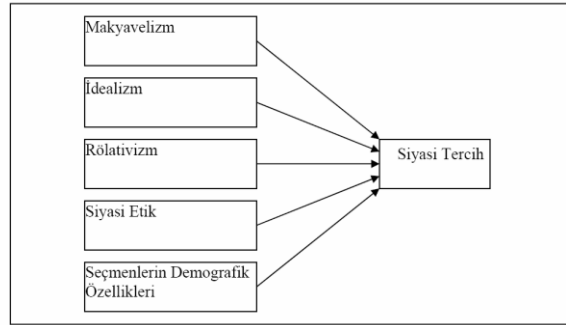 Makyavelizm
İdealizm
Rölativizm
Siyasi Tercih
Siyasi Etik
Seçmenlerin Demografik
Özellikleri